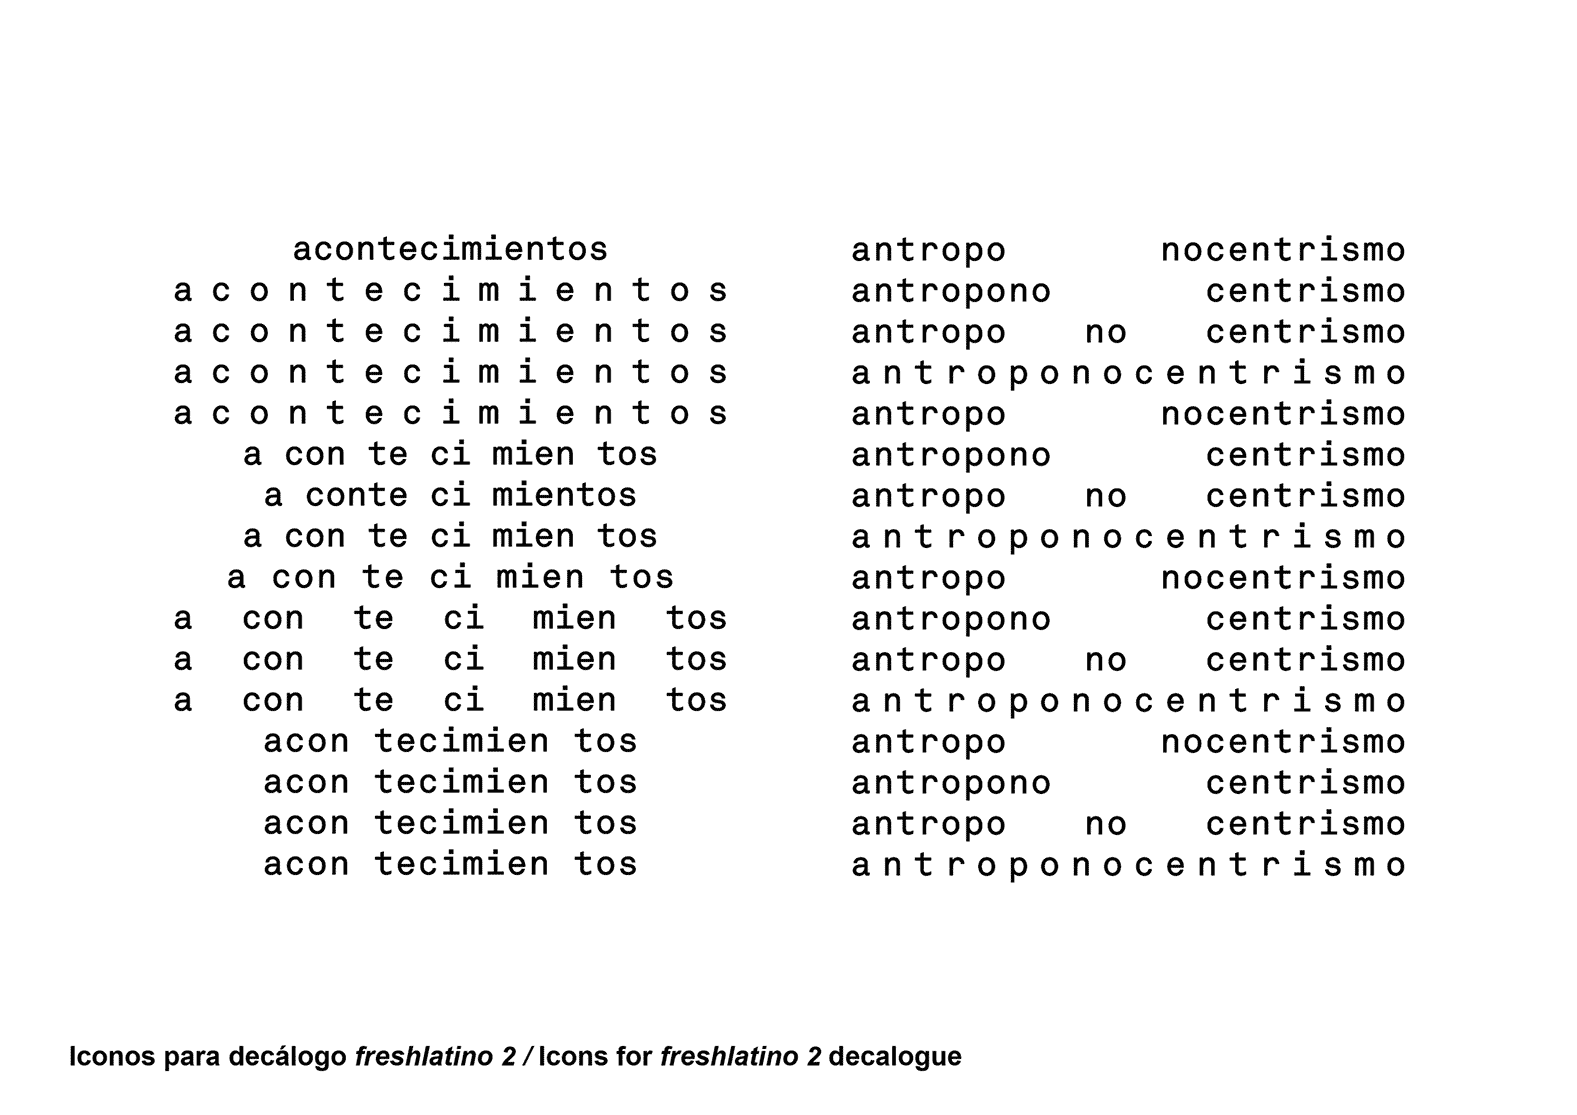 acontecimientos
a c o n t e c i m i e n t o s
a c o n t e c i m i e n t o s
a c o n t e c i m i e n t o s
a c o n t e c i m i e n t o s
a con te ci mien tos
a conte ci mientos
a con te ci mien tos
a con te ci mien tos
a con te ci mien tos
a con te ci mien tos
a con te ci mien tos
acon tecimien tos
acon tecimien tos
acon tecimien tos
acon tecimien tos
antropo nocentrismo
antropono centrismo
antropo no centrismo
a n t r o p o n o c e n t r i s m o
antropo nocentrismo
antropono centrismo
antropo no centrismo
a n t r o p o n o c e n t r i s m o
antropo nocentrismo
antropono centrismo
antropo no centrismo
a n t r o p o n o c e n t r i s m o
antropo nocentrismo
antropono centrismo
antropo no centrismo
a n t r o p o n o c e n t r i s m o
Iconos para decálogo freshlatino 2 / Icons for freshlatino 2 decalogue